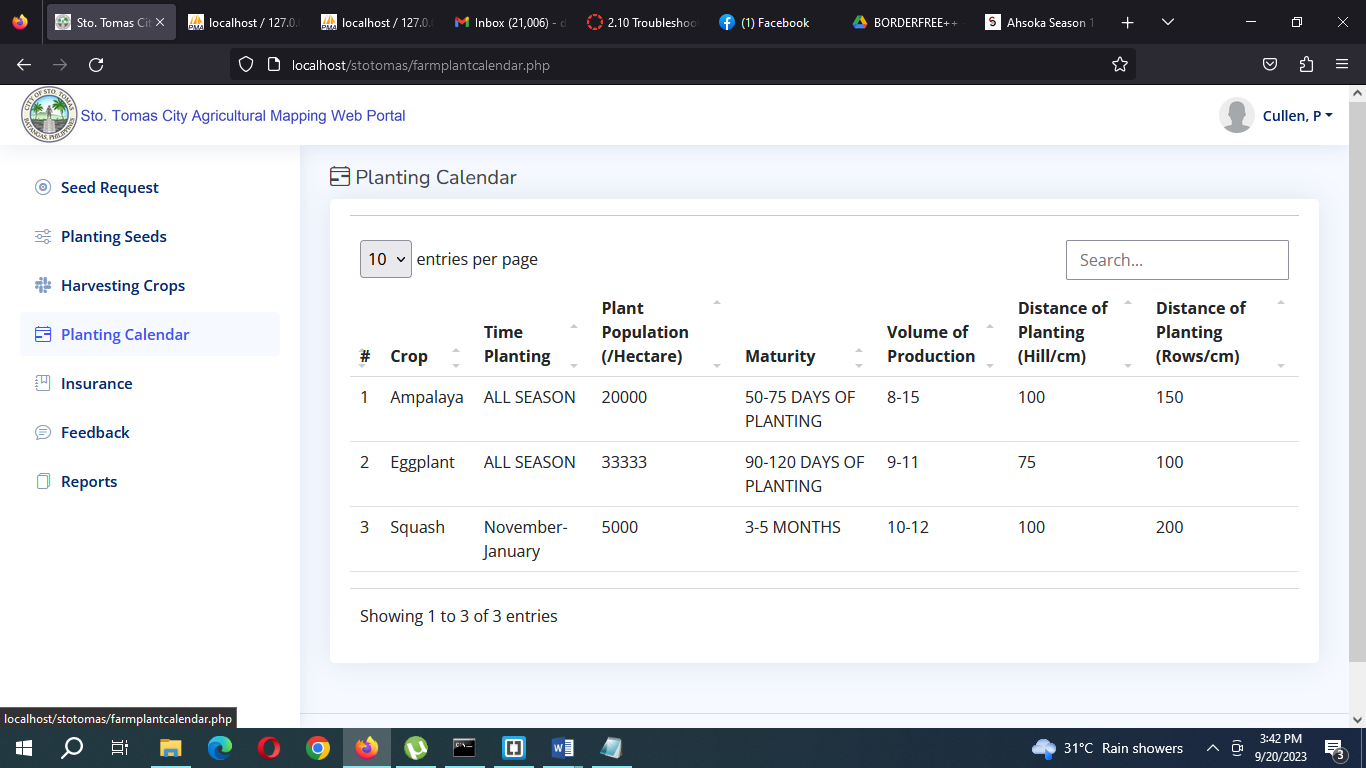 Sto. Tomas Cit
localhost / 127.0.
localhost / 127.0.
Inbox (21,006) - d
2.10 Troubleshoo
(1) Facebook
BORDERFREE++ -
Ahsoka Season 1
localhost/stotomas/farmplantcalendar.php
CITY OF STO. TOMAS
BATANGAS, PHILIPPINES
Sto. Tomas City Agricultural Mapping Web Portal
Cullen, P
Seed Request
Planting Seeds
Harvesting Crops
Planting Calendar
Insurance
Feedback
Reports
Planting Calendar
10 entries per page
Search...
# Crop Time Planting Plant Population (/Hectare) Maturity Volume of Production Distance of Planting (Hill/cm) Distance of Planting (Rows/cm)
1 Ampalaya ALL SEASON 20000 50-75 DAYS OF PLANTING 8-15 100 150
2 Eggplant ALL SEASON 33333 90-120 DAYS OF PLANTING 9-11 75 100
3 Squash November-January 5000 3-5 MONTHS 10-12 100 200
Showing 1 to 3 of 3 entries
localhost/stotomas/farmplantcalendar.php
31°C Rain showers
3:42 PM
9/20/2023
3